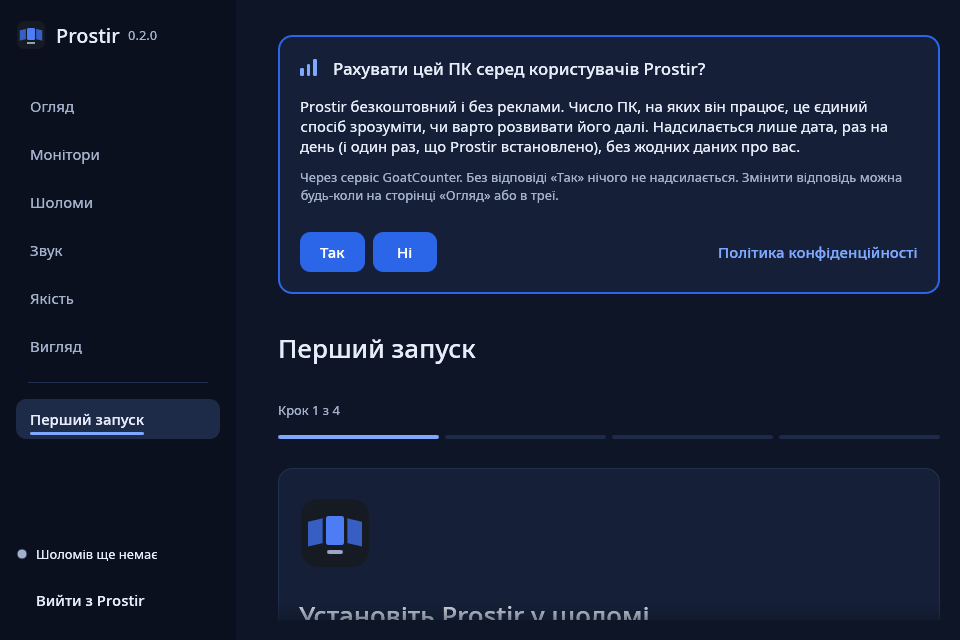 Prostir 0.2.0
Огляд
Монітори
Шоломи
Звук
Якість
Вигляд
Перший запуск
Шоломів ще немає
Вийти з Prostir
Рахувати цей ПК серед користувачів Prostir?
Prostir безкоштовний і без реклами. Число ПК, на яких він працює, це єдиний
спосіб зрозуміти, чи варто розвивати його далі. Надсилається лише дата, раз на
день (і один раз, що Prostir встановлено), без жодних даних про вас.
Через сервіс GoatCounter. Без відповіді «Так» нічого не надсилається. Змінити відповідь можна
будь-коли на сторінці «Огляд» або в треї.
Так
Ні
Політика конфіденційності
Перший запуск
Крок 1 з 4
Установіть Prostir у шоломі